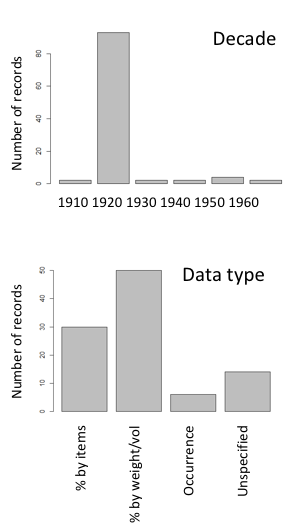 Decade
Number of records
80
60
40
20
0
1910 1920 1930 1940 1950 1960
Data type
Number of records
50
40
30
20
10
0
% by items
% by weight/vol
Occurrence
Unspecified